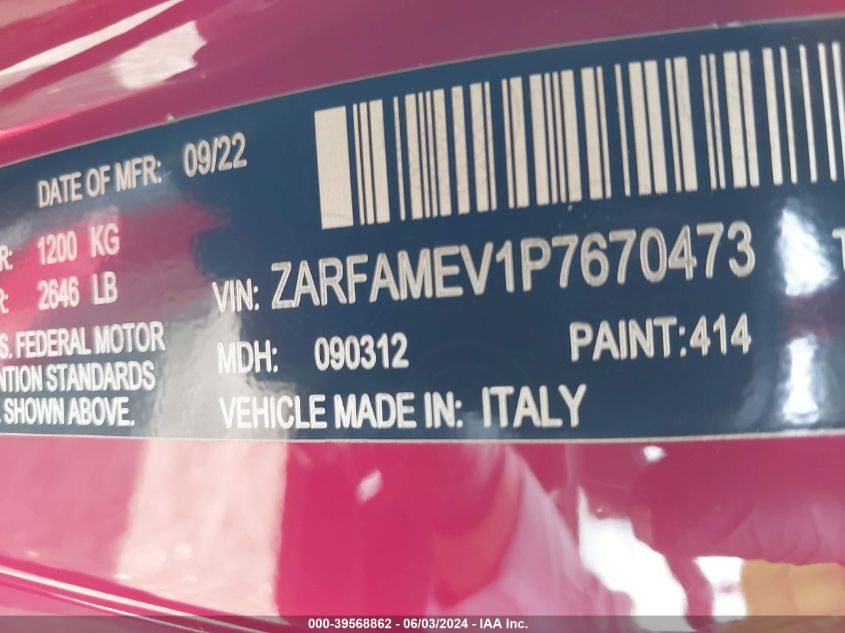 DATE OF MFR: 09/22
R: 1200 KG
R: 2646 LB
VIN: ZARFAMEV1P7670473
S. FEDERAL MOTOR
NTION STANDARDS
SHOWN ABOVE.
MDH: 090312
PAINT:414
VEHICLE MADE IN: ITALY
000-39568862 - 06/03/2024 - IAA Inc.